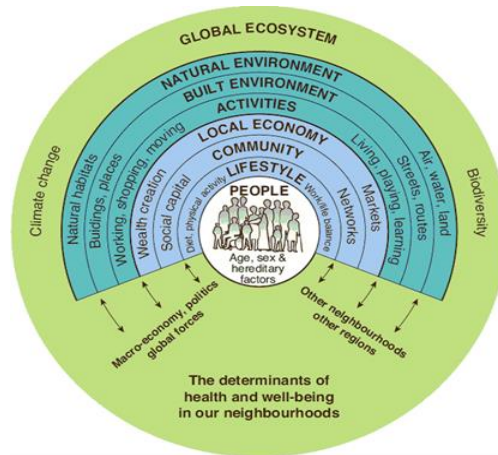 GLOBAL ECOSYSTEM
NATURAL ENVIRONMENT
BUILT ENVIRONMENT
ACTIVITIES
LOCAL ECONOMY
COMMUNITY
LIFESTYLE
PEOPLE
Age, sex &
hereditary
factors
Climate change
Natural habitats
Buldings, places
Working, shopping, moving
Wealth creation
Social capital
Diet, physical activity
Work/life balance
Networks
Markets
Living, playing, learning
Streets, routes
Air, water, land
Biodiversity
Macro-economy, politics
global forces
Other neighbourhoods
other regions
The determinants of
health and well-being
in our neighbourhoods